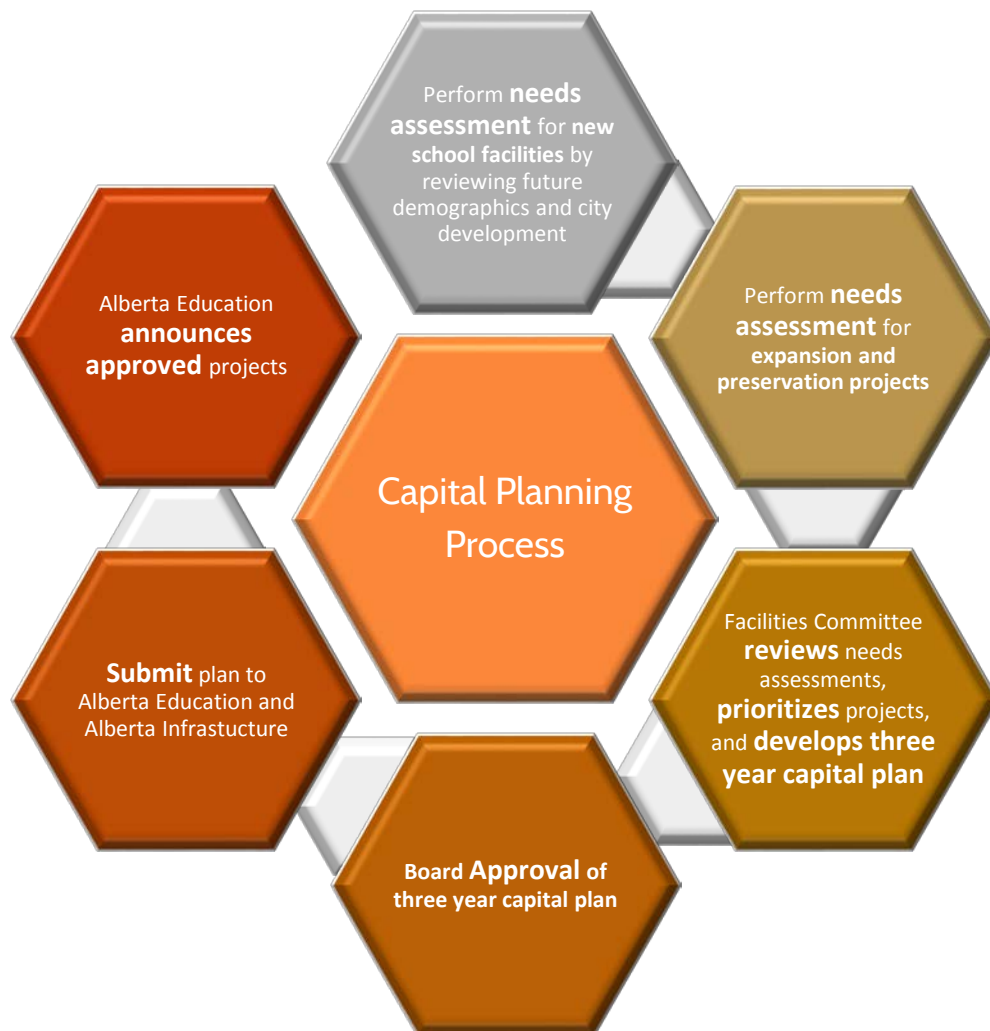 Perform needs
assessment for new
school facilities by
reviewing future
demographics and city
development
Perform needs
assessment for
expansion and
preservation projects
Facilities Committee
reviews needs
assessments,
prioritizes projects,
and develops three
year capital plan
Board Approval of
three year capital plan
Submit plan to
Alberta Education and
Alberta Infrastucture
Alberta Education
announces
approved projects
Capital Planning
Process